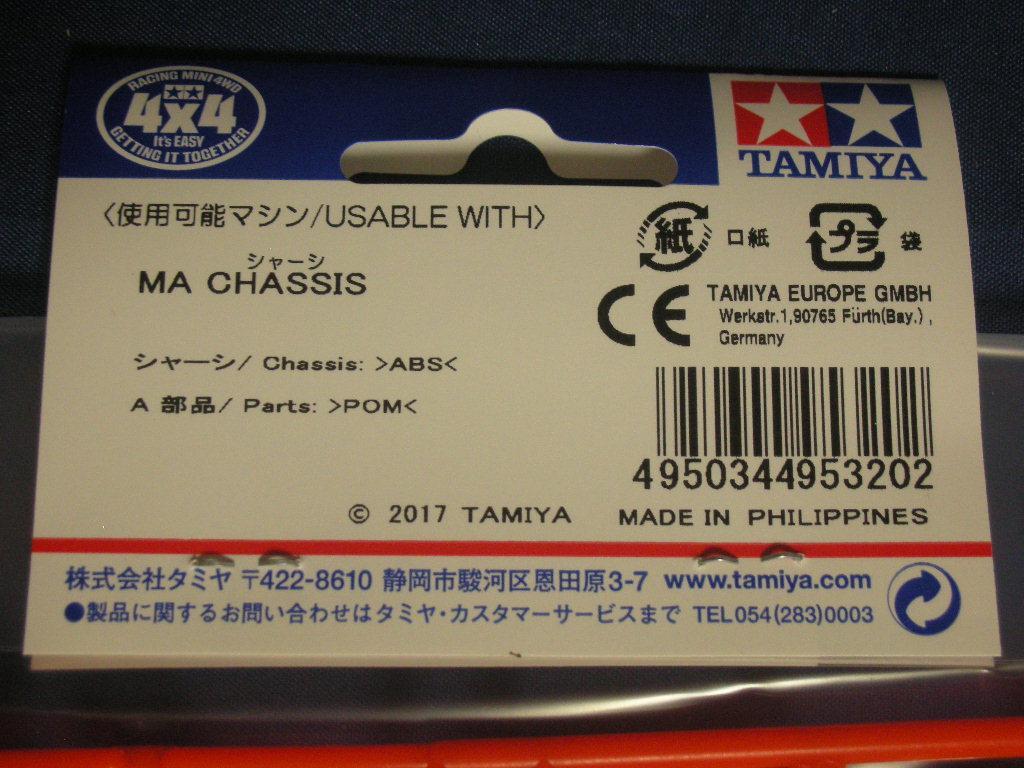 RACING MINI 4WD
4x4
It's EASY
GETTING IT TOGETHER
TAMIYA
〈使用可能マシン/USABLE WITH〉
シャーシ
MA CHASSIS
シャーシ/ Chassis: >ABS<
A 部品/ Parts: >POM<
紙 口紙
プラ 袋
CE
TAMIYA EUROPE GMBH
Werkstr.1,90765 Fürth(Bay.),
Germany
4950344953202
© 2017 TAMIYA
MADE IN PHILIPPINES
株式会社タミヤ 〒422-8610 静岡市駿河区恩田原3-7 www.tamiya.com
●製品に関するお問い合わせはタミヤ・カスタマーサービスまで TEL054(283)0003